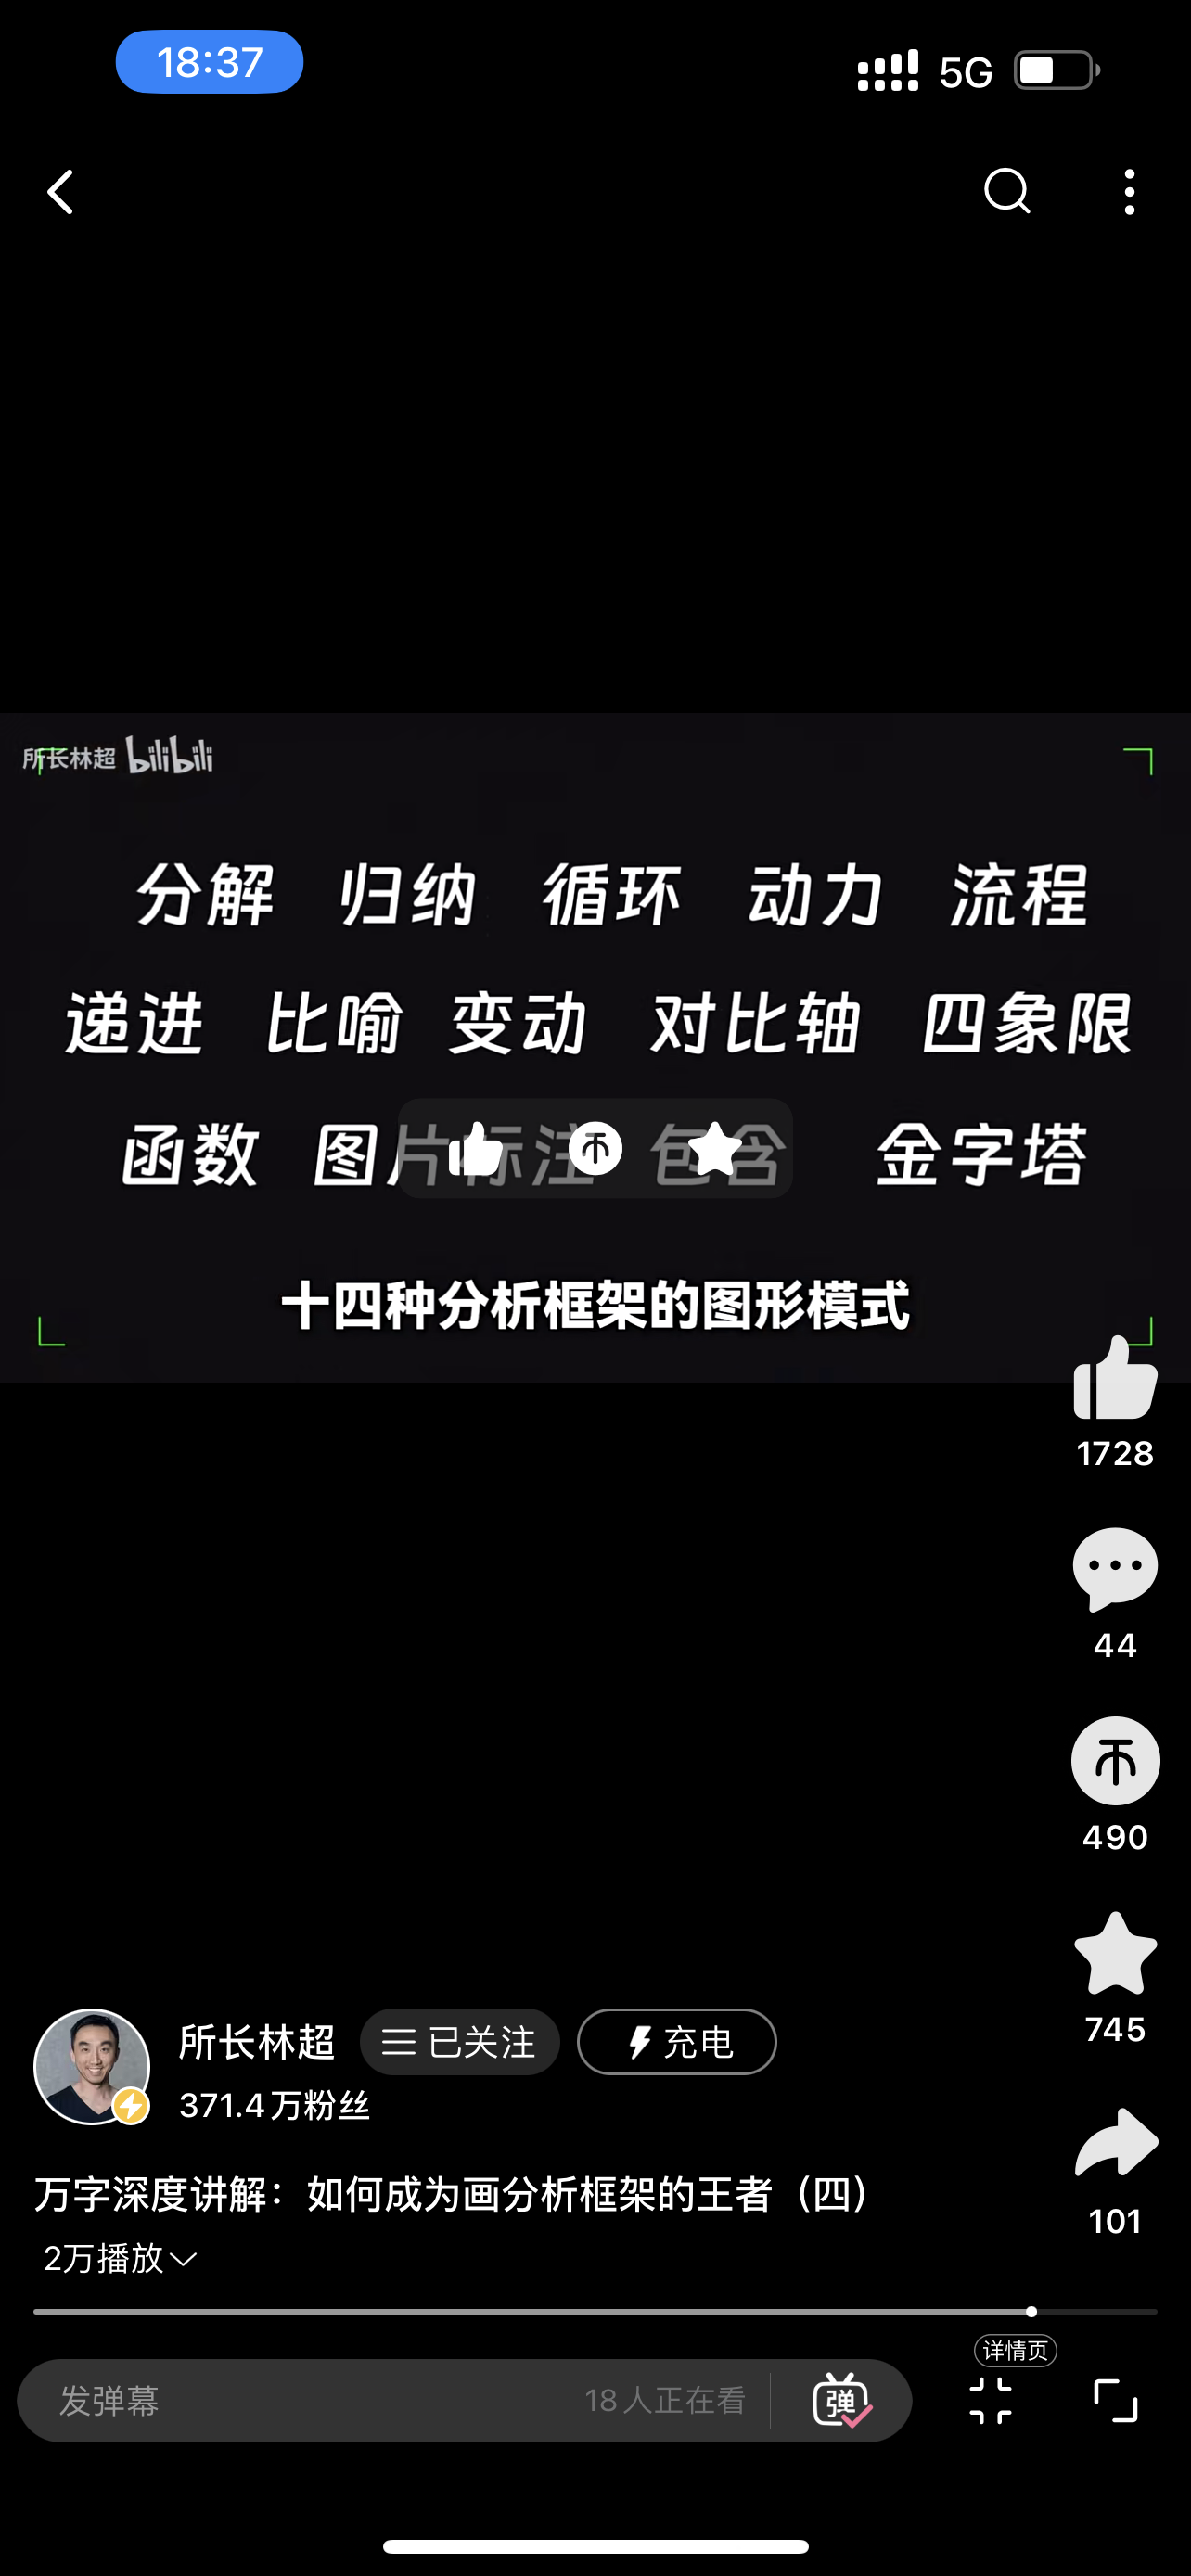 18:37 5G
所长林超 bilibili
分解 归纳 循环 动力 流程
递进 比喻 变动 对比轴 四象限
函数 图片标注 包含 金字塔
十四种分析框架的图形模式
1728
44
490
745
所长林超 已关注 充电
371.4万粉丝
101
万字深度讲解：如何成为画分析框架的王者（四）
2万播放
详情页
发弹幕 18人正在看 弹